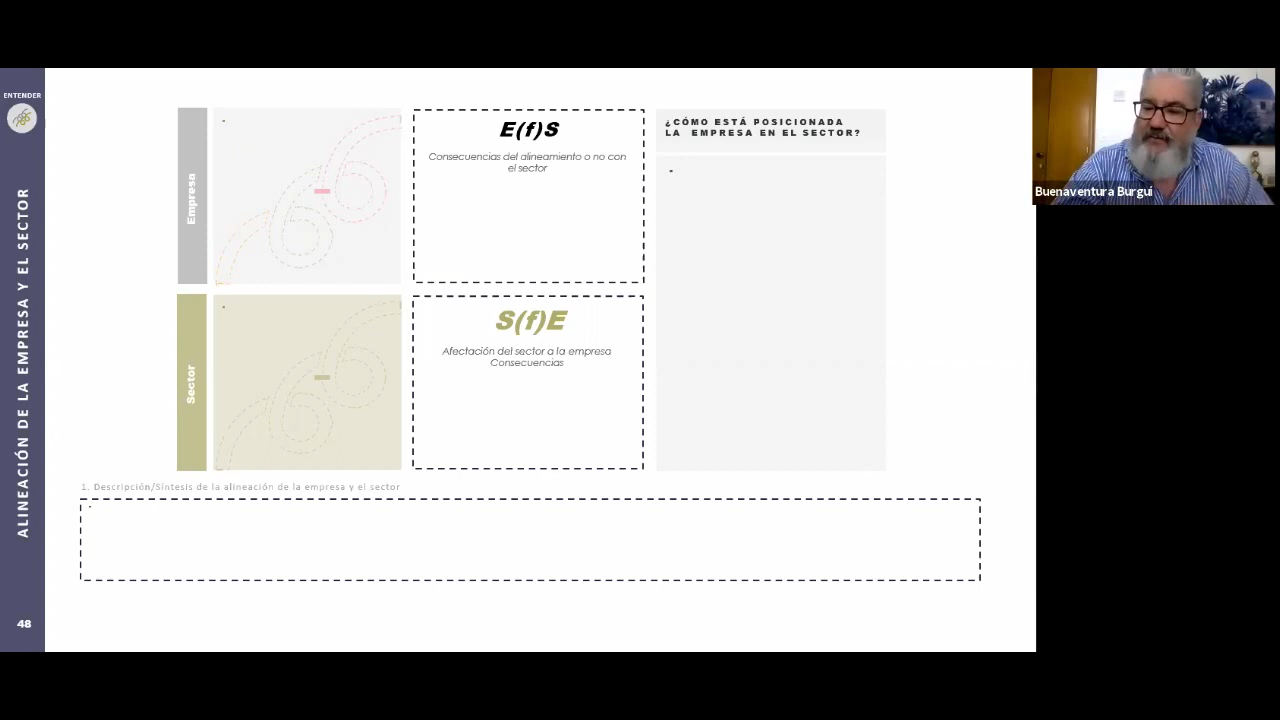 ENTENDER
ALINEACIÓN DE LA EMPRESA Y EL SECTOR
48
Empresa
E(f)S
Consecuencias del alineamiento o no con
el sector
¿CÓMO ESTÁ POSICIONADA
LA EMPRESA EN EL SECTOR?
Sector
S(f)E
Afectación del sector a la empresa
Consecuencias
1. Descripción/Síntesis de la alineación de la empresa y el sector
Buenaventura Burguí